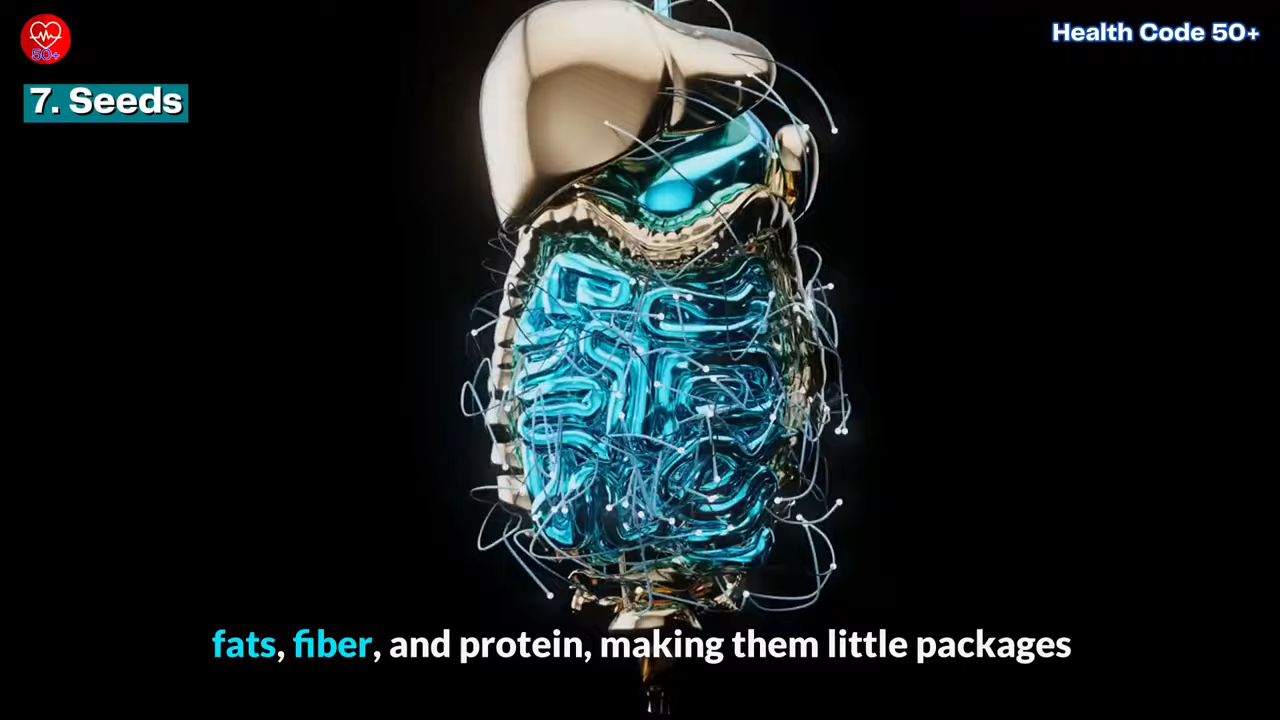 50+
Health Code 50+
7. Seeds
fats, fiber, and protein, making them little packages